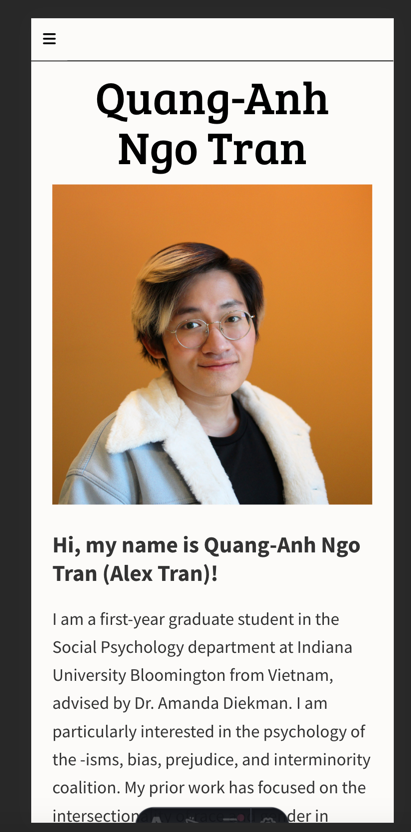 Quang-Anh
Ngo Tran
Hi, my name is Quang-Anh Ngo
Tran (Alex Tran)!
I am a first-year graduate student in the
Social Psychology department at Indiana
University Bloomington from Vietnam,
advised by Dr. Amanda Diekman. I am
particularly interested in the psychology of
the -isms, bias, prejudice, and interminority
coalition. My prior work has focused on the
in